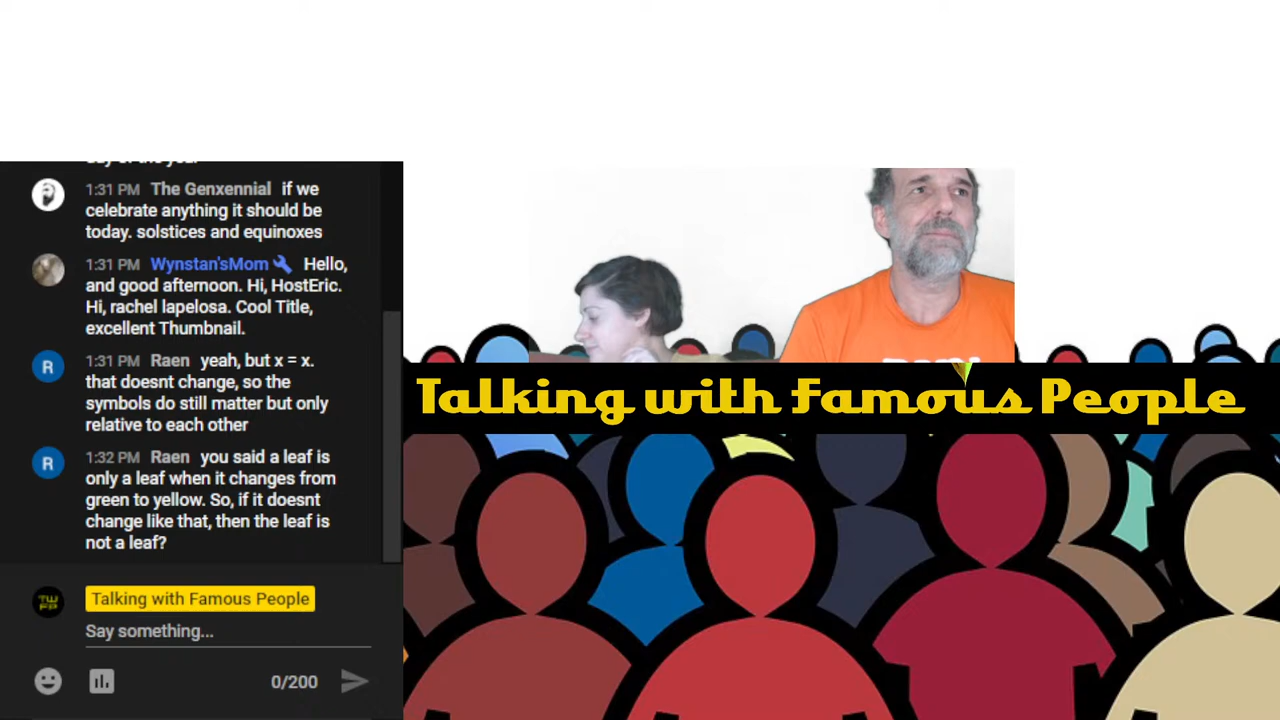 1:31 PM The Genxennial if we
celebrate anything it should be
today. solstices and equinoxes
1:31 PM Wynstan'sMom Hello,
and good afternoon. Hi, HostEric.
Hi, rachel lapelosa. Cool Title,
excellent Thumbnail.
R
1:31 PM Raen yeah, but x = x.
that doesnt change, so the
symbols do still matter but only
relative to each other
R
1:32 PM Raen you said a leaf is
only a leaf when it changes from
green to yellow. So, if it doesnt
change like that, then the leaf is
not a leaf?
TW
FP
Talking with Famous People
Say something...
0/200
Talking with Famous People